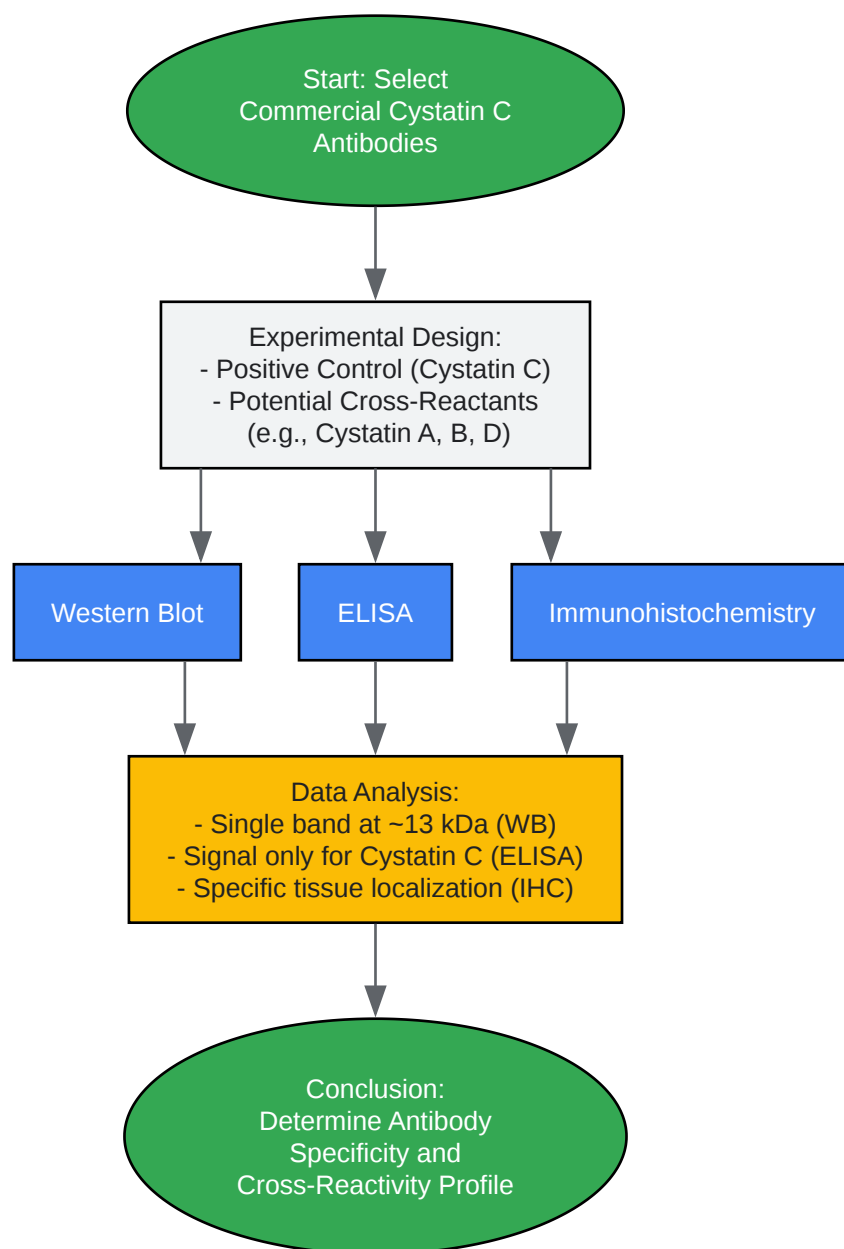 Start: Select
Commercial Cystatin C
Antibodies
Experimental Design:
- Positive Control (Cystatin C)
- Potential Cross-Reactants
(e.g., Cystatin A, B, D)
Western Blot
ELISA
Immunohistochemistry
Data Analysis:
- Single band at ~13 kDa (WB)
- Signal only for Cystatin C (ELISA)
- Specific tissue localization (IHC)
Conclusion:
Determine Antibody
Specificity and
Cross-Reactivity Profile